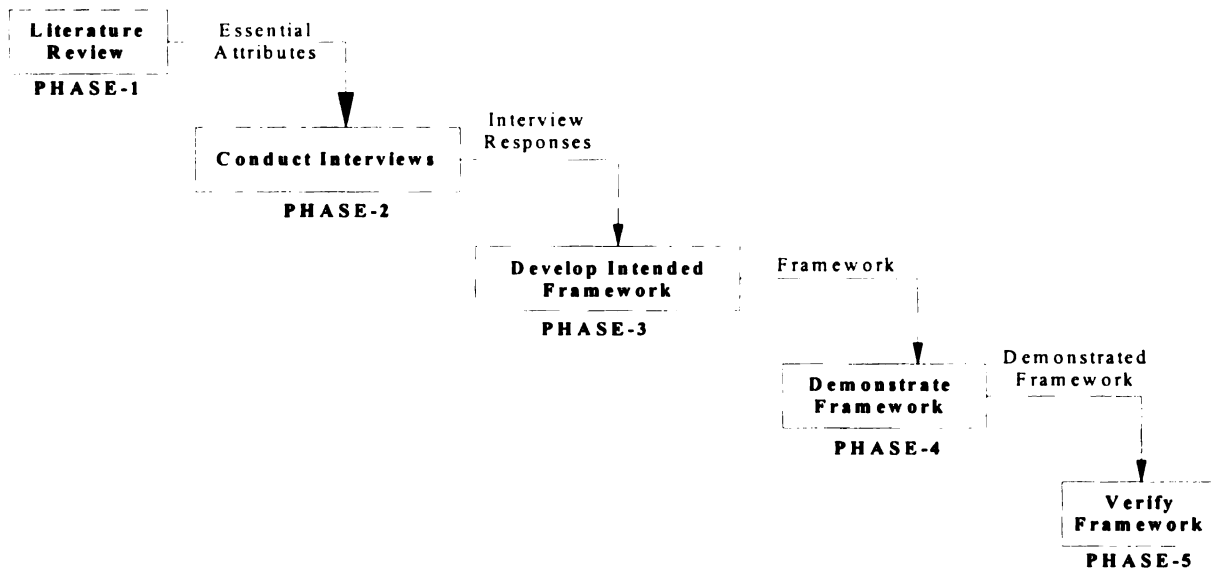 Literature
Review
PHASE-1
Essential
Attributes
Conduct Interviews
PHASE-2
Interview
Responses
Develop Intended
Framework
PHASE-3
Framework
Demonstrate
Framework
PHASE-4
Demonstrated
Framework
Verify
Framework
PHASE-5